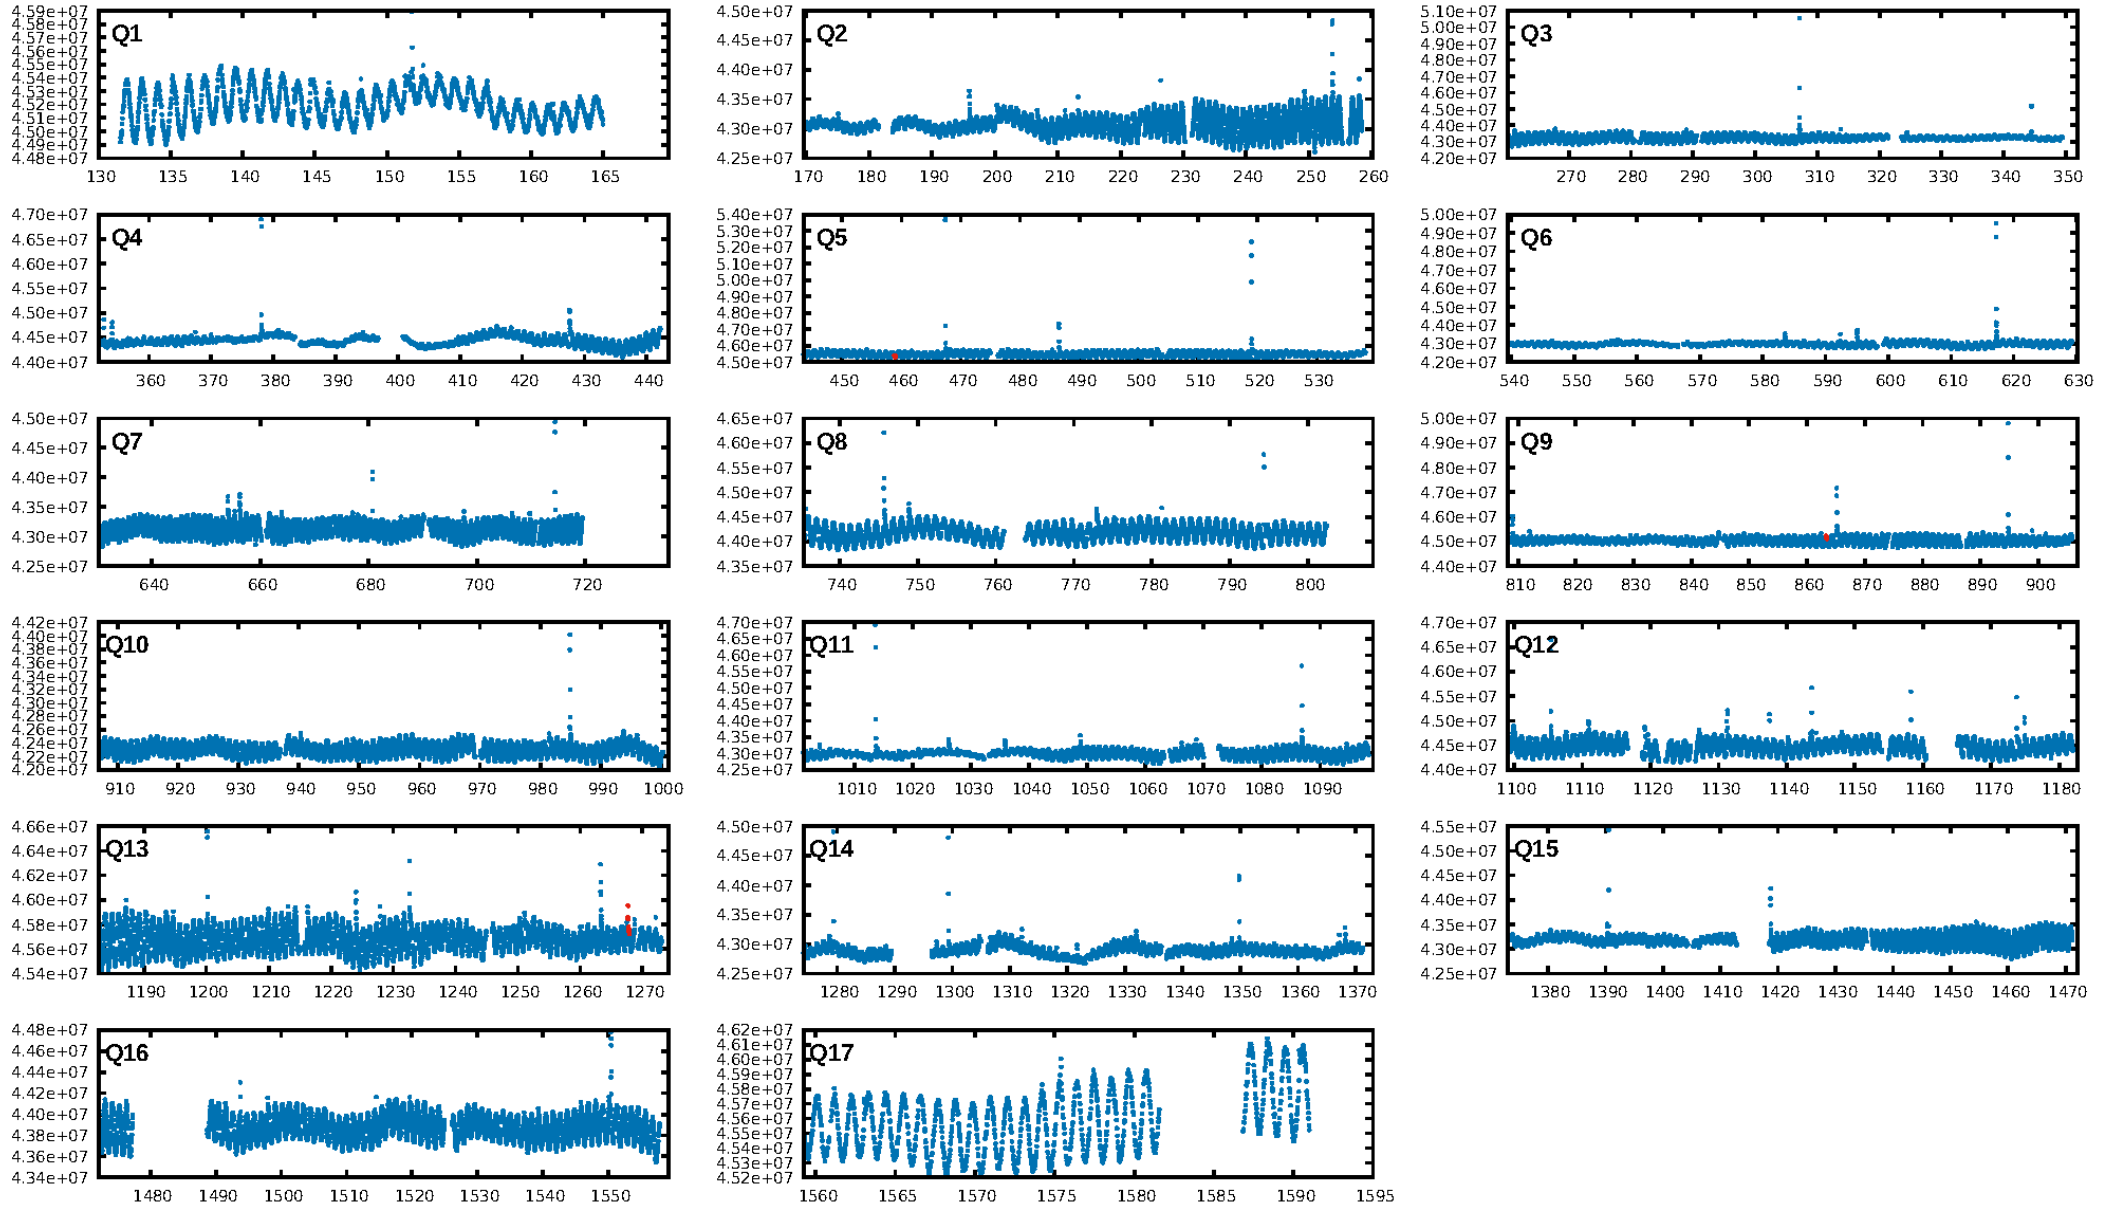 Q1
4.59e+07
4.58e+07
4.57e+07
4.56e+07
4.55e+07
4.54e+07
4.53e+07
4.52e+07
4.51e+07
4.50e+07
4.49e+07
4.48e+07
130 135 140 145 150 155 160 165
Q2
4.50e+07
4.45e+07
4.40e+07
4.35e+07
4.30e+07
4.25e+07
170 180 190 200 210 220 230 240 250 260
Q3
5.10e+07
5.00e+07
4.90e+07
4.80e+07
4.70e+07
4.60e+07
4.50e+07
4.40e+07
4.30e+07
4.20e+07
270 280 290 300 310 320 330 340 350
Q4
4.70e+07
4.65e+07
4.60e+07
4.55e+07
4.50e+07
4.45e+07
4.40e+07
360 370 380 390 400 410 420 430 440
Q5
5.40e+07
5.30e+07
5.20e+07
5.10e+07
5.00e+07
4.90e+07
4.80e+07
4.70e+07
4.60e+07
4.50e+07
450 460 470 480 490 500 510 520 530
Q6
5.00e+07
4.90e+07
4.80e+07
4.70e+07
4.60e+07
4.50e+07
4.40e+07
4.30e+07
4.20e+07
540 550 560 570 580 590 600 610 620 630
Q7
4.50e+07
4.45e+07
4.40e+07
4.35e+07
4.30e+07
4.25e+07
640 660 680 700 720
Q8
4.65e+07
4.60e+07
4.55e+07
4.50e+07
4.45e+07
4.40e+07
4.35e+07
740 750 760 770 780 790 800
Q9
5.00e+07
4.90e+07
4.80e+07
4.70e+07
4.60e+07
4.50e+07
4.40e+07
810 820 830 840 850 860 870 880 890 900
Q10
4.42e+07
4.40e+07
4.38e+07
4.36e+07
4.34e+07
4.32e+07
4.30e+07
4.28e+07
4.26e+07
4.24e+07
4.22e+07
4.20e+07
910 920 930 940 950 960 970 980 990 1000
Q11
4.70e+07
4.65e+07
4.60e+07
4.55e+07
4.50e+07
4.45e+07
4.40e+07
4.35e+07
4.30e+07
4.25e+07
1010 1020 1030 1040 1050 1060 1070 1080 1090
Q12
4.70e+07
4.65e+07
4.60e+07
4.55e+07
4.50e+07
4.45e+07
4.40e+07
1100 1110 1120 1130 1140 1150 1160 1170 1180
Q13
4.66e+07
4.64e+07
4.62e+07
4.60e+07
4.58e+07
4.56e+07
4.54e+07
1190 1200 1210 1220 1230 1240 1250 1260 1270
Q14
4.50e+07
4.45e+07
4.40e+07
4.35e+07
4.30e+07
4.25e+07
1280 1290 1300 1310 1320 1330 1340 1350 1360 1370
Q15
4.55e+07
4.50e+07
4.45e+07
4.40e+07
4.35e+07
4.30e+07
4.25e+07
1380 1390 1400 1410 1420 1430 1440 1450 1460 1470
Q16
4.48e+07
4.46e+07
4.44e+07
4.42e+07
4.40e+07
4.38e+07
4.36e+07
4.34e+07
1480 1490 1500 1510 1520 1530 1540 1550
Q17
4.62e+07
4.61e+07
4.60e+07
4.59e+07
4.58e+07
4.57e+07
4.56e+07
4.55e+07
4.54e+07
4.53e+07
4.52e+07
1560 1565 1570 1575 1580 1585 1590 1595